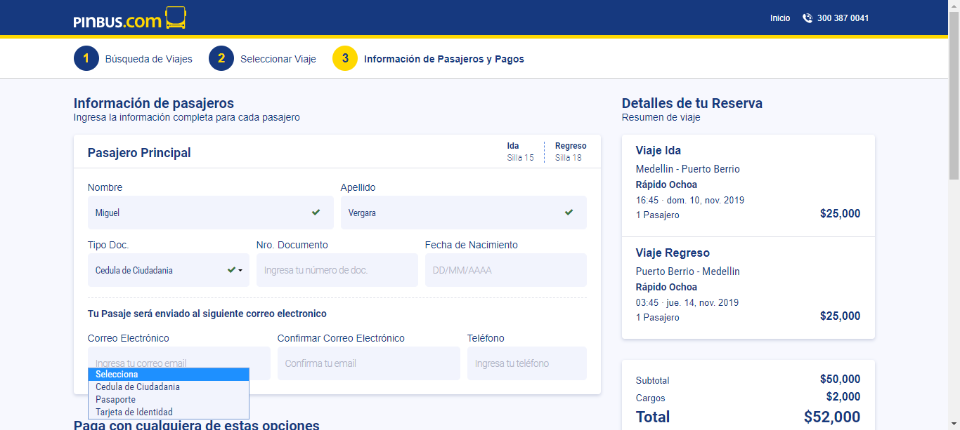 PINBUS.com
Inicio
300 387 0041
1 Búsqueda de Viajes
2 Seleccionar Viaje
3 Información de Pasajeros y Pagos
Información de pasajeros
Ingresa la información completa para cada pasajero
Pasajero Principal
Ida
Silla 15
Regreso
Silla 18
Nombre
Apellido
Miguel
Vergara
Tipo Doc.
Nro. Documento
Fecha de Nacimiento
Cedula de Ciudadania
Ingresa tu número de doc.
DD/MM/AAAA
Tu Pasaje será enviado al siguiente correo electronico
Correo Electrónico
Confirmar Correo Electrónico
Teléfono
Ingresa tu correo email
Confirma tu email
Ingresa tu teléfono
Selecciona
Cedula de Ciudadania
Pasaporte
Tarjeta de Identidad
Paga con cualquiera de estas opciones
Detalles de tu Reserva
Resumen de viaje
Viaje Ida
Medellin - Puerto Berrio
Rápido Ochoa
16:45 - dom. 10, nov. 2019
1 Pasajero
$25,000
Viaje Regreso
Puerto Berrio - Medellin
Rápido Ochoa
03:45 - jue. 14, nov. 2019
1 Pasajero
$25,000
Subtotal
$50,000
Cargos
$2,000
Total
$52,000